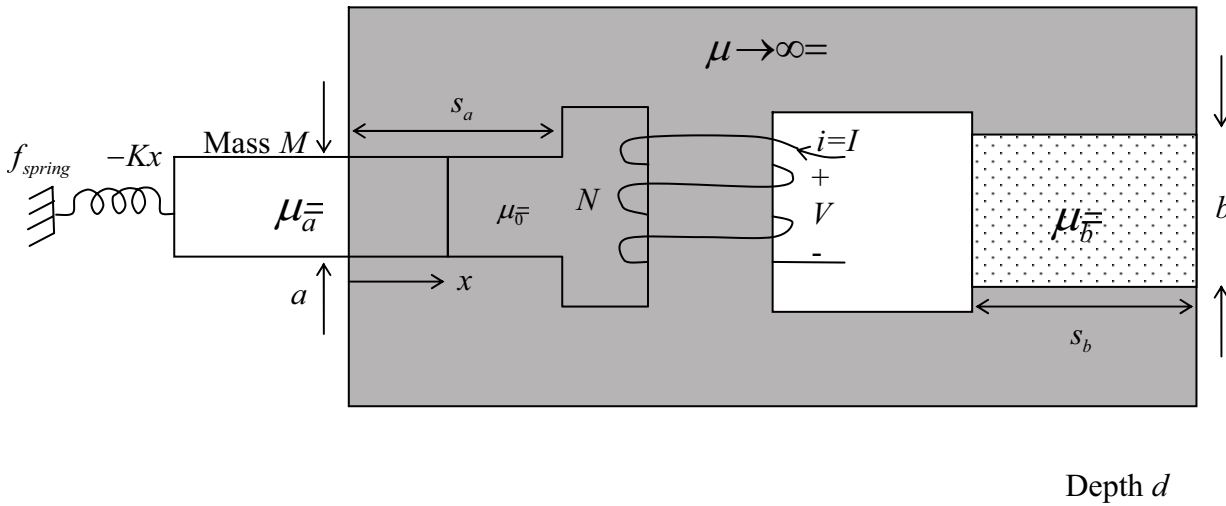 μ→∞=
s_a
Mass M
f_spring
−Kx
i=I
+
N
V
-
μ_a=
μ_0=
μ_b=
b
a
x
s_b
Depth d